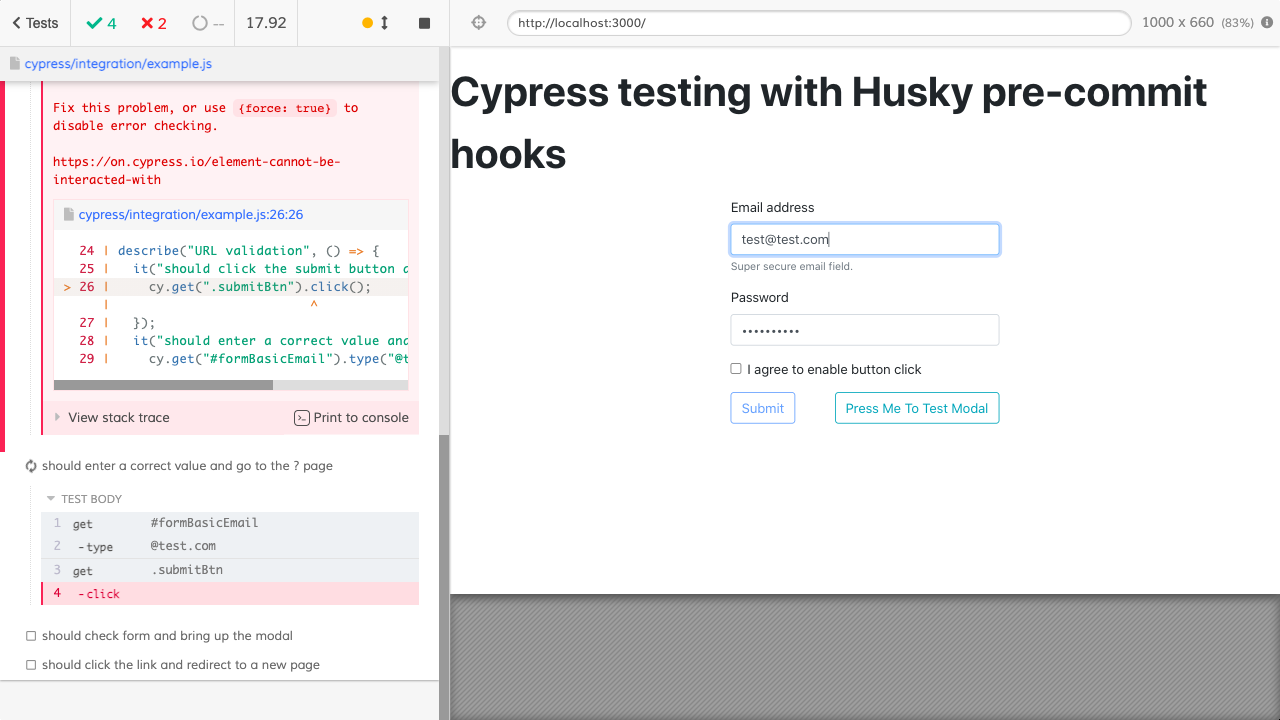 Tests 4 2 -- 17.92
cypress/integration/example.js
Fix this problem, or use {force: true} to
disable error checking.
https://on.cypress.io/element-cannot-be-
interacted-with
cypress/integration/example.js:26:26
24 | describe("URL validation", () => {
25 | it("should click the submit button a
> 26 | cy.get(".submitBtn").click();
| ^
27 | });
28 | it("should enter a correct value and
29 | cy.get("#formBasicEmail").type("@t
View stack trace Print to console
should enter a correct value and go to the ? page
TEST BODY
1 get #formBasicEmail
2 -type @test.com
3 get .submitBtn
4 -click
should check form and bring up the modal
should click the link and redirect to a new page
http://localhost:3000/ 1000 x 660 (83%)
Cypress testing with Husky pre-commit
hooks
Email address
test@test.com
Super secure email field.
Password
••••••••••
I agree to enable button click
Submit Press Me To Test Modal